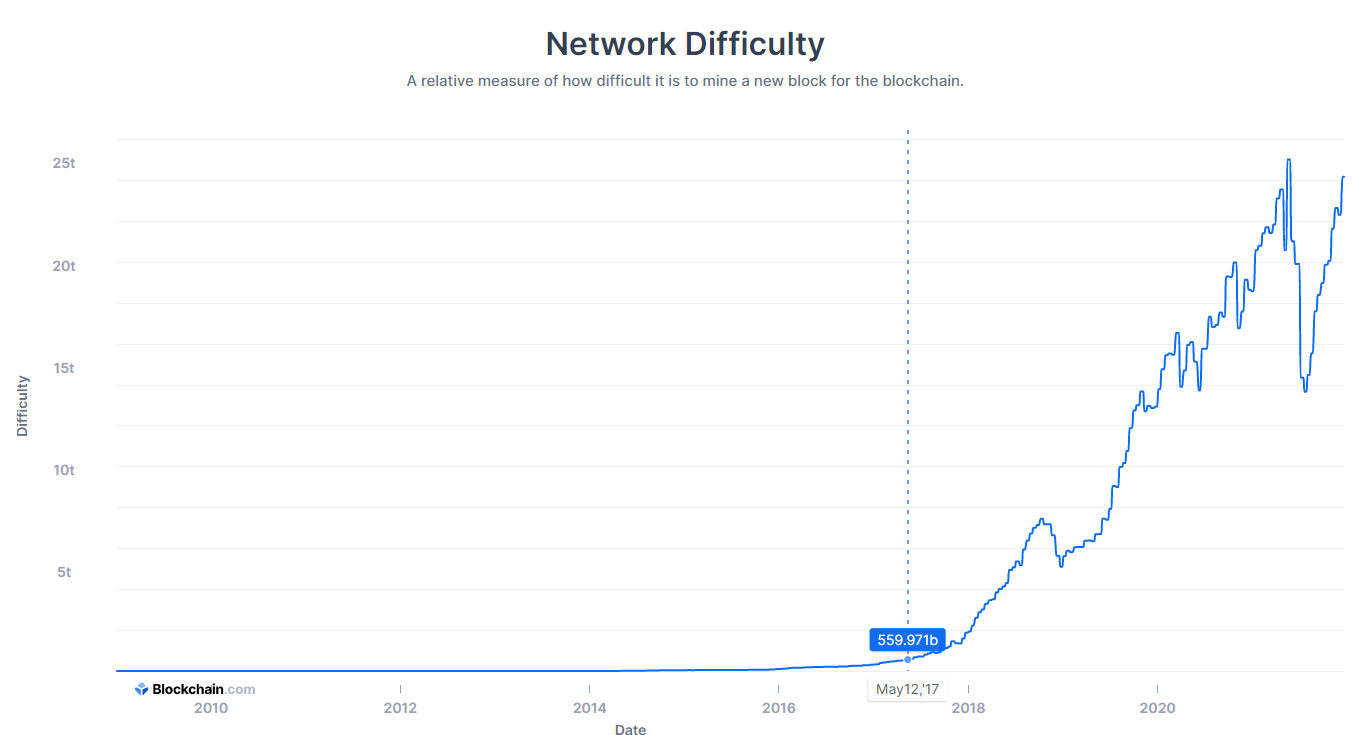 Network Difficulty
A relative measure of how difficult it is to mine a new block for the blockchain.
25t
20t
15t
10t
5t
Difficulty
559.971b
Blockchain.com
May12,'17
2010
2012
2014
2016
2018
2020
Date